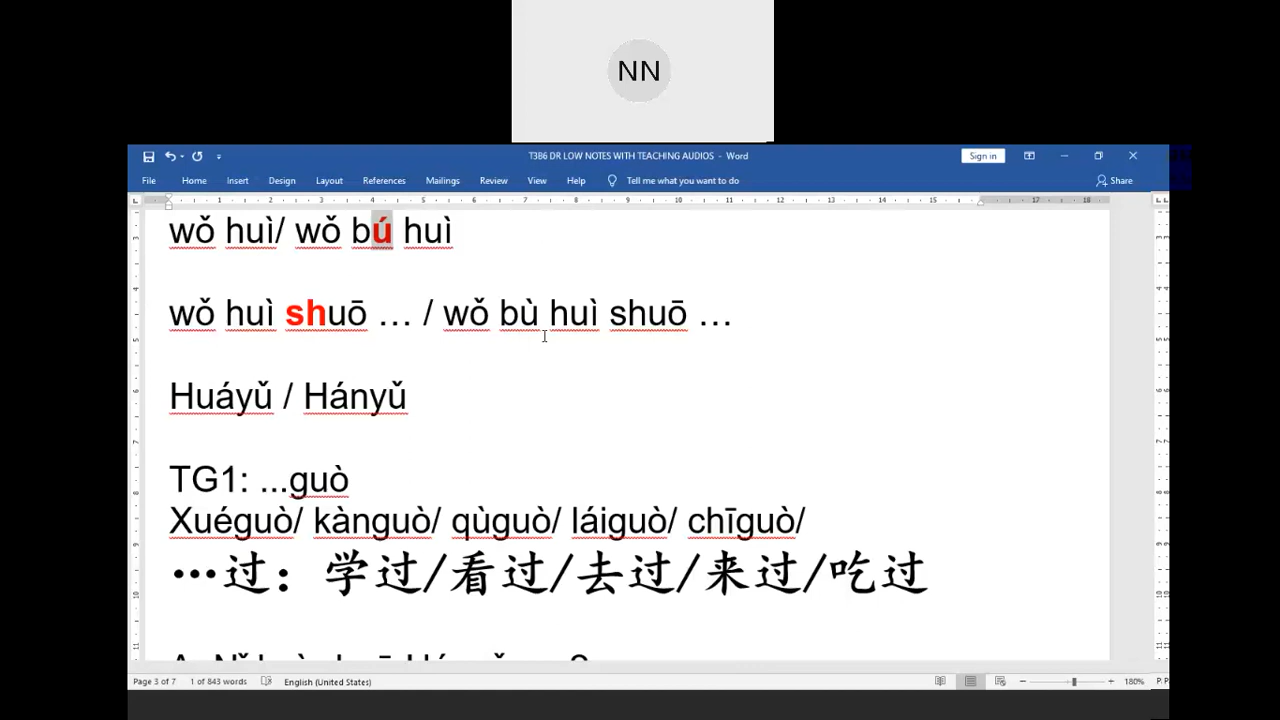 NN
T3B6 DR LOW NOTES WITH TEACHING AUDIOS - Word
Sign in
File Home Insert Design Layout References Mailings Review View Help Tell me what you want to do Share
wǒ huì/ wǒ bú huì
wǒ huì shuō … / wǒ bù huì shuō …
Huáyǔ / Hányǔ
TG1: ...guò
Xuéguò/ kànguò/ qùguò/ láiguò/ chīguò/
…过：学过/看过/去过/来过/吃过
Page 3 of 7 1 of 843 words English (United States) 180%